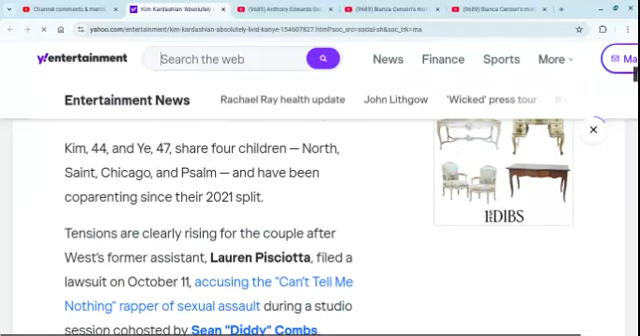 Channel comments & menti
Kim Kardashian 'Absolutely
(9689) Anthony Edwards Go
(9689) Bianca Censori's mo
(9689) Bianca Censori's mo
yahoo.com/entertainment/kim-kardashian-absolutely-livid-kanye-154607827.html?soc_src=social-sh&soc_trk=ma
y!entertainment
Search the web
News
Finance
Sports
More
Ma
Entertainment News
Rachael Ray health update
John Lithgow
'Wicked' press tour
Kim, 44, and Ye, 47, share four children — North,
Saint, Chicago, and Psalm — and have been
coparenting since their 2021 split.
1STDIBS
Tensions are clearly rising for the couple after
West's former assistant, Lauren Pisciotta, filed a
lawsuit on October 11, accusing the "Can't Tell Me
Nothing" rapper of sexual assault during a studio
session cohosted by Sean "Diddy" Combs.